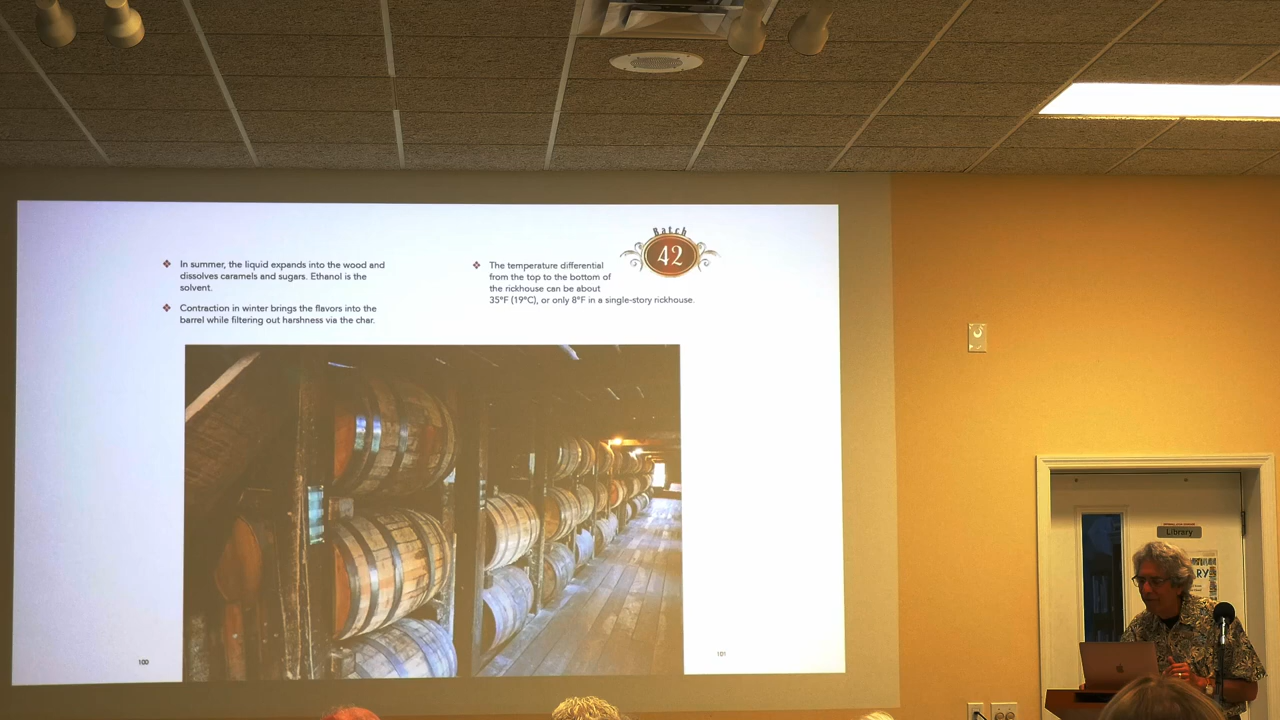 In summer, the liquid expands into the wood and
dissolves caramels and sugars. Ethanol is the
solvent.
Contraction in winter brings the flavors into the
barrel while filtering out harshness via the char.
Batch
42
The temperature differential
from the top to the bottom of
the rickhouse can be about
35°F (19°C), or only 8°F in a single-story rickhouse.
100
101
Library
RY